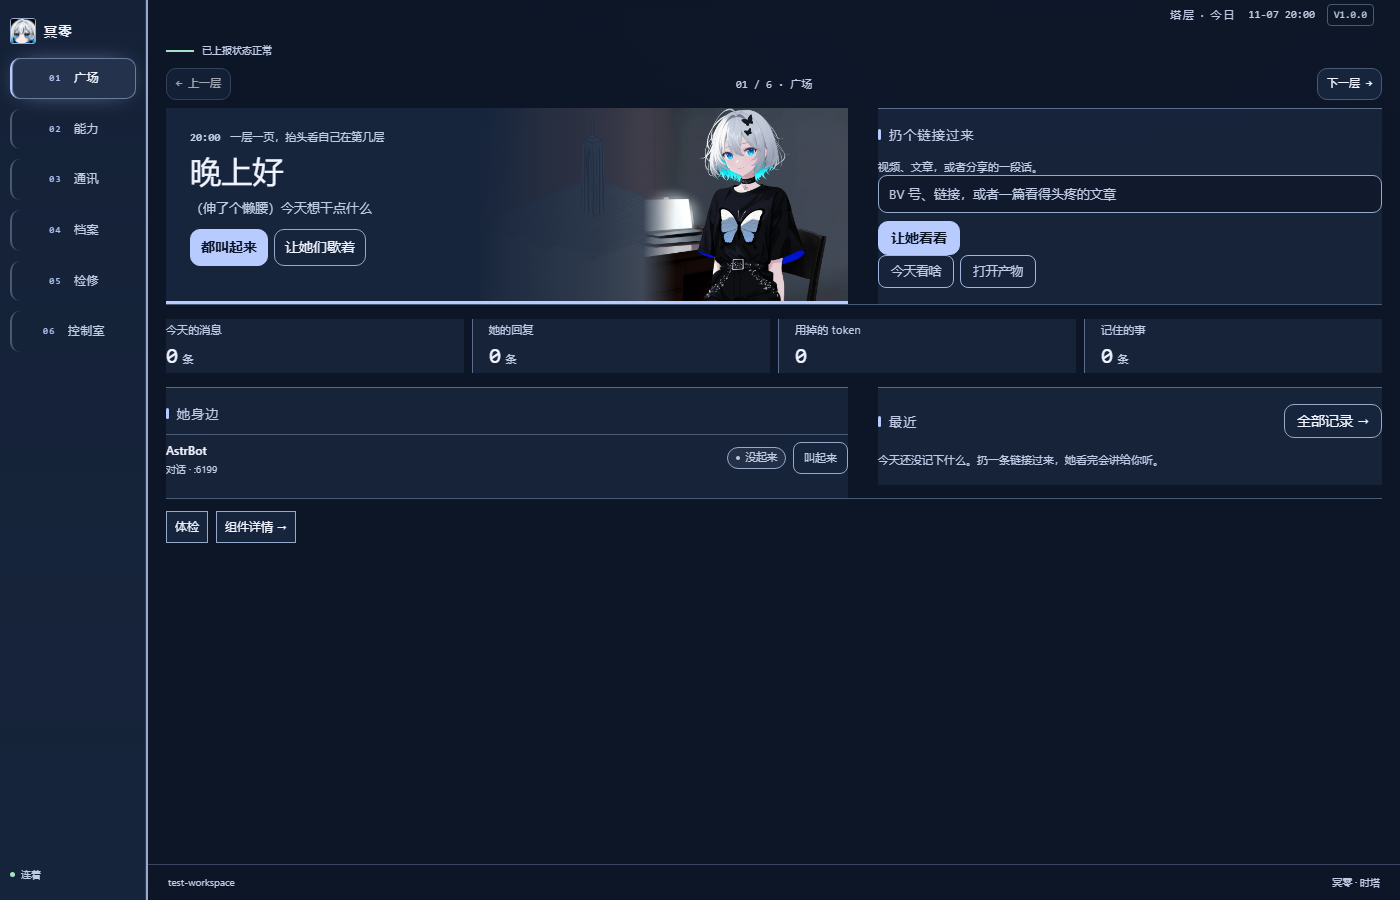 冥零
01 广场
02 能力
03 通讯
04 档案
05 检修
06 控制室
连着
塔层 · 今日 11-07 20:00 V1.0.0
已上报状态正常
← 上一层
01 / 6 · 广场
下一层 →
20:00 一层一页，抬头看自己在第几层
晚上好
（伸了个懒腰）今天想干点什么
都叫起来 让她们歇着
扔个链接过来
视频、文章，或者分享的一段话。
BV 号、链接，或者一篇看得头疼的文章
让她看看
今天看啥 打开产物
今天的消息
0 条
她的回复
0 条
用掉的 token
0
记住的事
0 条
她身边
AstrBot
对话 · :6199
没起来 叫起来
最近
全部记录 →
今天还没记下什么。扔一条链接过来，她看完会讲给你听。
体检 组件详情 →
test-workspace
冥零 · 时塔